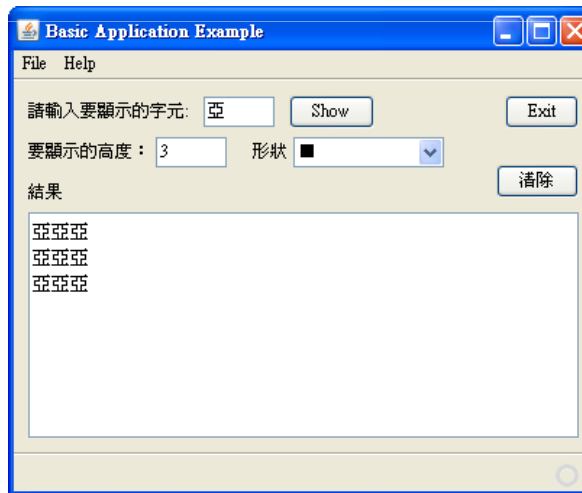 Basic Application Example
File Help
請輸入要顯示的字元: 亞 Show Exit
要顯示的高度： 3 形狀 ■
清除
結果
亞亞亞
亞亞亞
亞亞亞